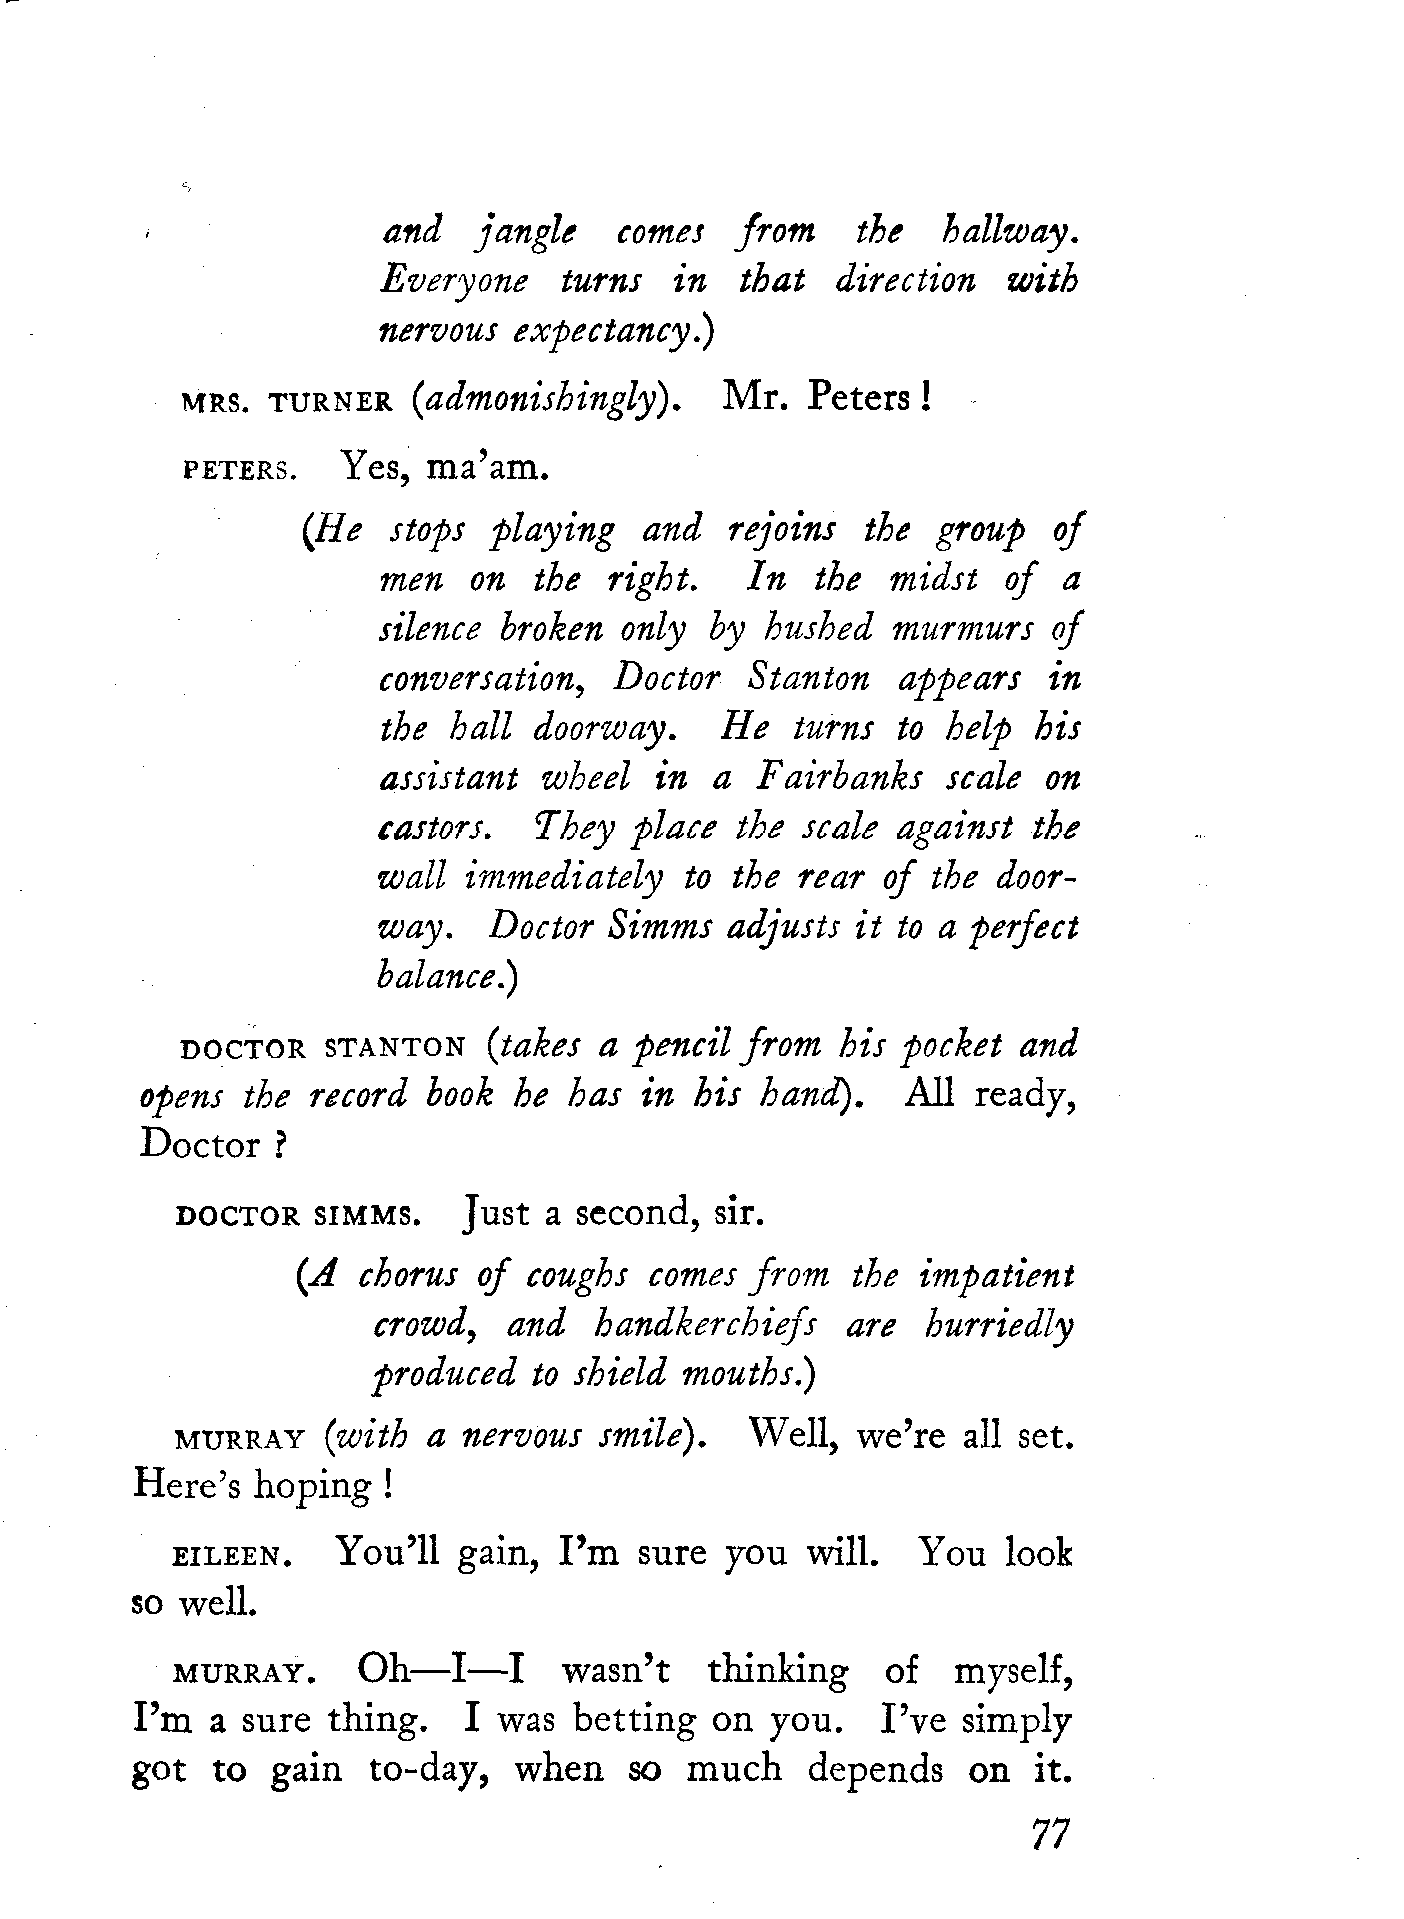 and jangle comes from the hallway.
Everyone turns in that direction with
nervous expectancy.)
MRS. TURNER (admonishingly). Mr. Peters !
PETERS. Yes, ma'am.
(He stops playing and rejoins the group of
men on the right. In the midst of a
silence broken only by hushed murmurs of
conversation, Doctor Stanton appears in
the hall doorway. He turns to help his
assistant wheel in a Fairbanks scale on
castors. They place the scale against the
wall immediately to the rear of the door-
way. Doctor Simms adjusts it to a perfect
balance.)
DOCTOR STANTON (takes a pencil from his pocket and
opens the record book he has in his hand). All ready,
Doctor ?
DOCTOR SIMMS. Just a second, sir.
(A chorus of coughs comes from the impatient
crowd, and handkerchiefs are hurriedly
produced to shield mouths.)
MURRAY (with a nervous smile). Well, we're all set.
Here's hoping !
EILEEN. You'll gain, I'm sure you will. You look
so well.
MURRAY. Oh—I—I wasn't thinking of myself,
I'm a sure thing. I was betting on you. I've simply
got to gain to-day, when so much depends on it.
77